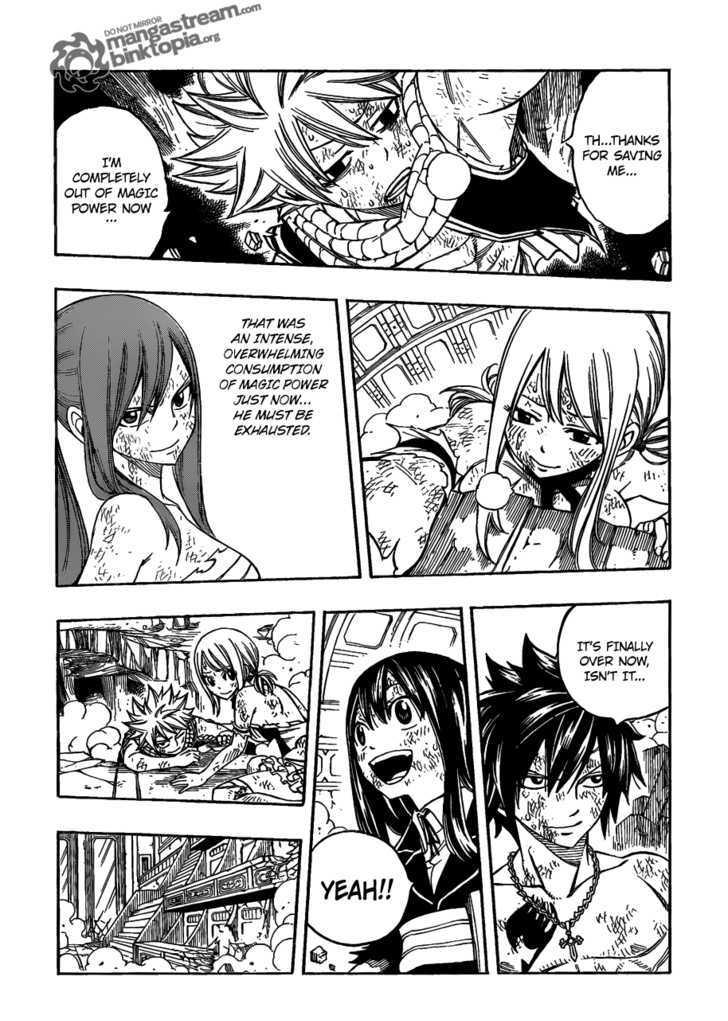 DO NOT MIRROR
mangastream.com
binktopia.org
TH...THANKS
FOR SAVING
ME...
I'M
COMPLETELY
OUT OF MAGIC
POWER NOW
...
THAT WAS
AN INTENSE,
OVERWHELMING
CONSUMPTION
OF MAGIC POWER
JUST NOW...
HE MUST BE
EXHAUSTED.
IT'S FINALLY
OVER NOW,
ISN'T IT...
YEAH!!